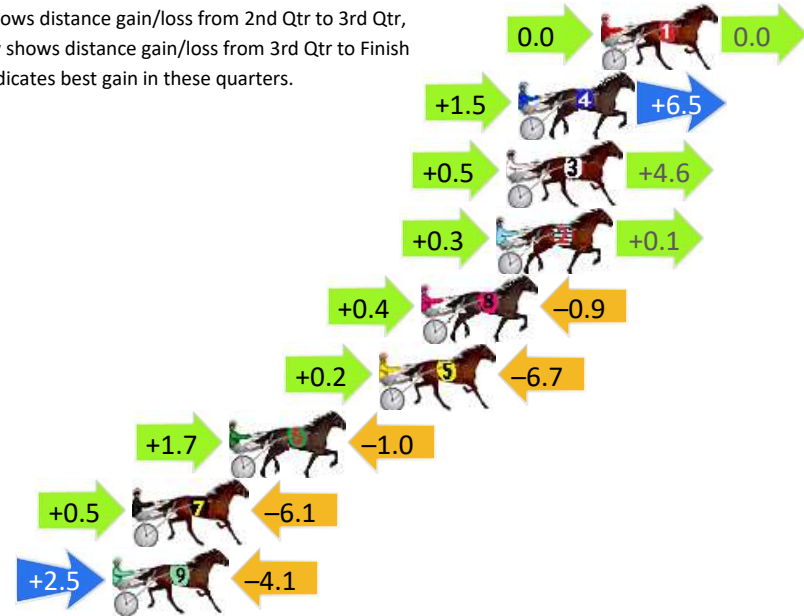 ows distance gain/loss from 2nd Qtr to 3rd Qtr,
shows distance gain/loss from 3rd Qtr to Finish
dicates best gain in these quarters.
0.0 1 0.0
+1.5 4 +6.5
+0.5 3 +4.6
+0.3 2 +0.1
+0.4 8 –0.9
+0.2 5 –6.7
+1.7 6 –1.0
+0.5 7 –6.1
+2.5 9 –4.1